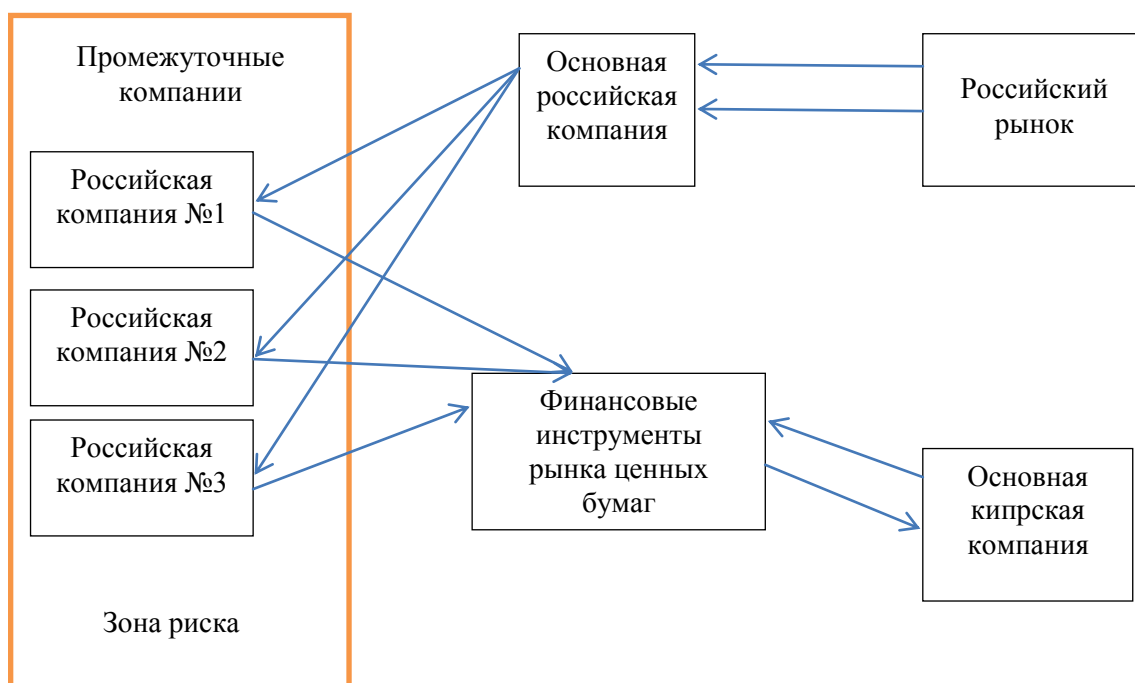 Промежуточные
компании
Российская
компания №1
Российская
компания №2
Российская
компания №3
Зона риска
Основная
российская
компания
Российский
рынок
Финансовые
инструменты
рынка ценных
бумаг
Основная
кипрская
компания